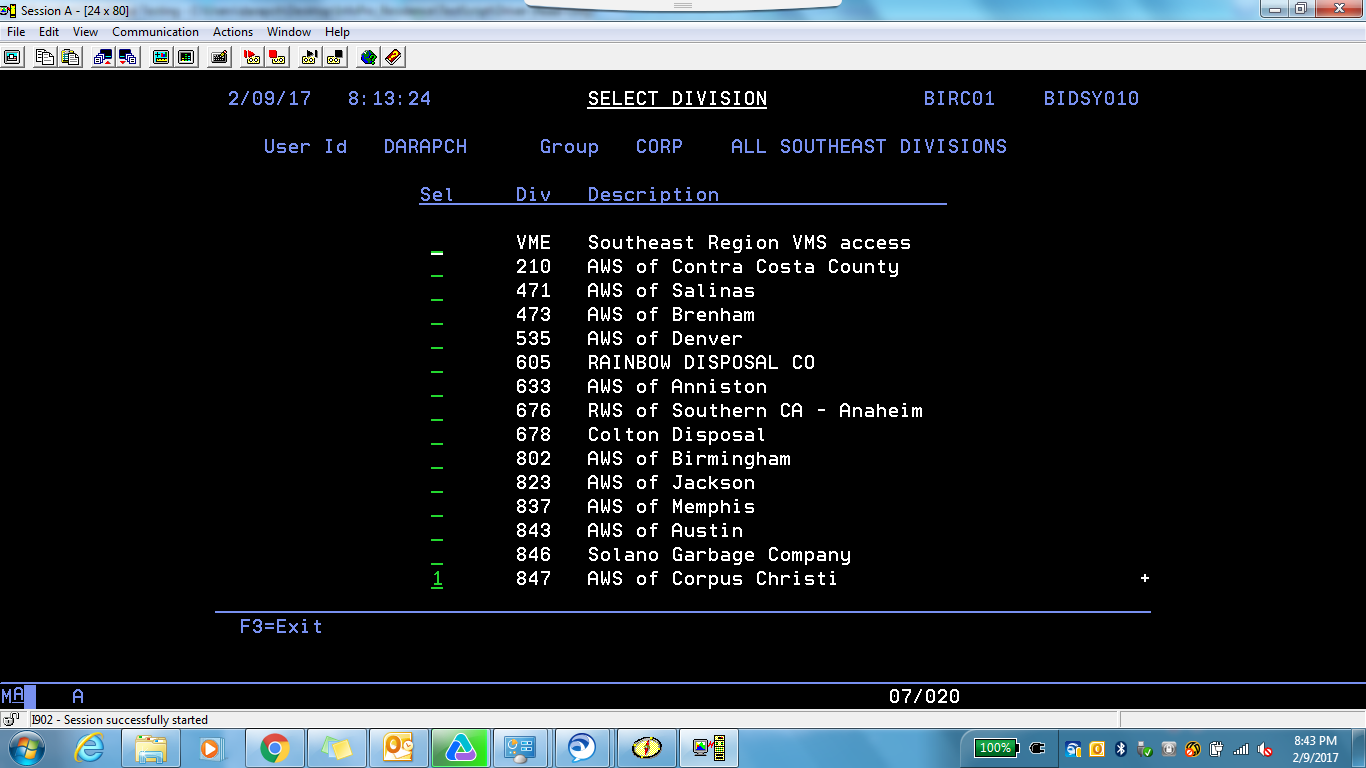 Session A - [24 x 80]
File Edit View Communication Actions Window Help
2/09/17 8:13:24 SELECT DIVISION BIRC01 BIDSY010
User Id DARAPCH Group CORP ALL SOUTHEAST DIVISIONS
Sel Div Description
_ VME Southeast Region VMS access
_ 210 AWS of Contra Costa County
_ 471 AWS of Salinas
_ 473 AWS of Brenham
_ 535 AWS of Denver
_ 605 RAINBOW DISPOSAL CO
_ 633 AWS of Anniston
_ 676 RWS of Southern CA - Anaheim
_ 678 Colton Disposal
_ 802 AWS of Birmingham
_ 823 AWS of Jackson
_ 837 AWS of Memphis
_ 843 AWS of Austin
_ 846 Solano Garbage Company
1 847 AWS of Corpus Christi +
F3=Exit
MA A 07/020
I902 - Session successfully started
100% 8:43 PM
2/9/2017